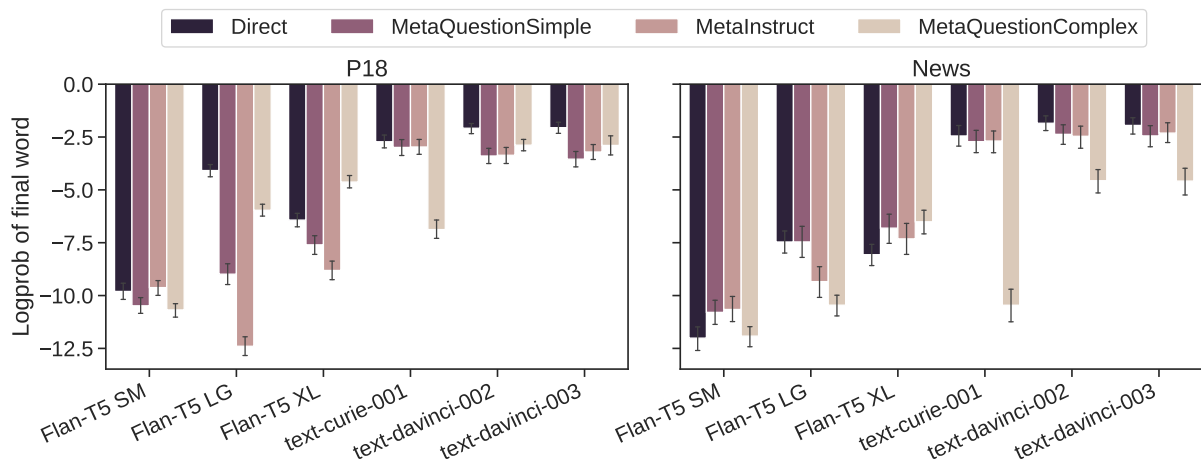 Direct MetaQuestionSimple MetaInstruct MetaQuestionComplex
P18 News
Logprob of final word
0.0
−2.5
−5.0
−7.5
−10.0
−12.5
Flan-T5 SM Flan-T5 LG Flan-T5 XL text-curie-001 text-davinci-002 text-davinci-003
Flan-T5 SM Flan-T5 LG Flan-T5 XL text-curie-001 text-davinci-002 text-davinci-003